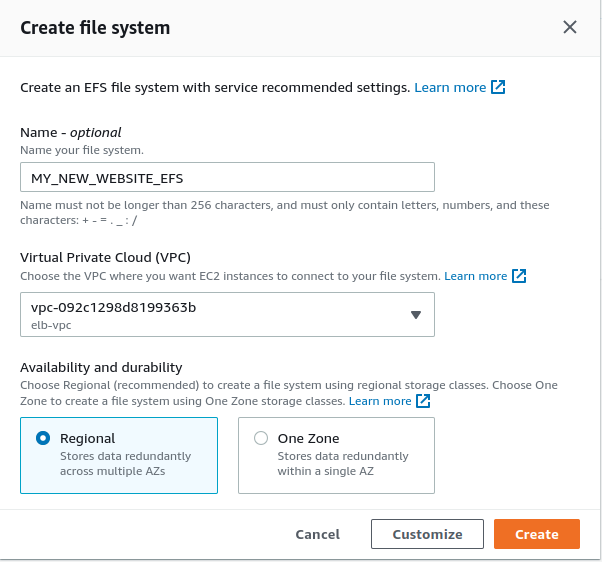 Create file system
Create an EFS file system with service recommended settings. Learn more
Name - optional
Name your file system.
MY_NEW_WEBSITE_EFS
Name must not be longer than 256 characters, and must only contain letters, numbers, and these
characters: + - = . _ : /
Virtual Private Cloud (VPC)
Choose the VPC where you want EC2 instances to connect to your file system. Learn more
vpc-092c1298d8199363b
elb-vpc
Availability and durability
Choose Regional (recommended) to create a file system using regional storage classes. Choose One
Zone to create a file system using One Zone storage classes. Learn more
Regional
Stores data redundantly
across multiple AZs
One Zone
Stores data redundantly
within a single AZ
Cancel
Customize
Create